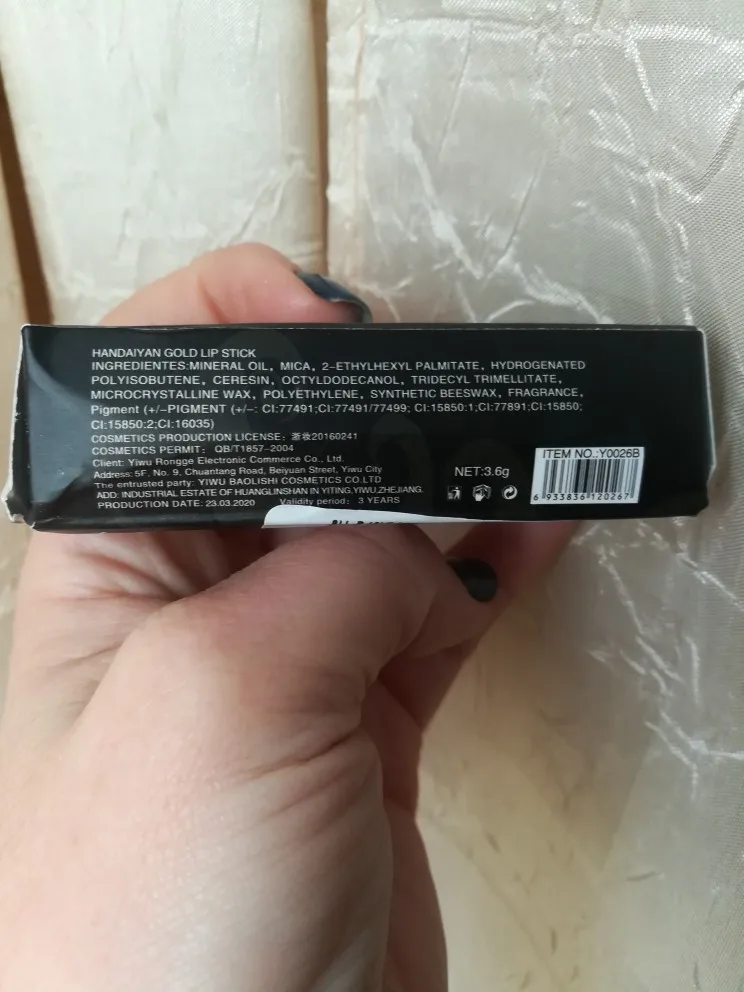 HANDAIYAN GOLD LIP STICK
INGREDIENTES:MINERAL OIL, MICA, 2-ETHYLHEXYL PALMITATE, HYDROGENATED
POLYISOBUTENE, CERESIN, OCTYLDODECANOL, TRIDECYL TRIMELLITATE,
MICROCRYSTALLINE WAX, POLYETHYLENE, SYNTHETIC BEESWAX, FRAGRANCE,
Pigment (+/-PIGMENT (+/-: CI:77491;CI:77491/77499; CI:15850:1;CI:77891;CI:15850;
CI:15850:2;CI:16035)
COSMETICS PRODUCTION LICENSE: 浙妆20160241
COSMETICS PERMIT: QB/T1857-2004
Client: Yiwu Rongge Electronic Commerce Co., Ltd.
Address:5F, No. 9, Chuantang Road, Beiyuan Street, Yiwu City
The entrusted party: YIWU BAOLISHI COSMETICS CO.LTD
ADD: INDUSTRIAL ESTATE OF HUANGLINSHAN IN YITING,YIWU,ZHEJIANG.
PRODUCTION DATE: 23.03.2020 Validity period: 3 YEARS
NET:3.6g
ITEM NO.:Y0026B
6 933836 120267